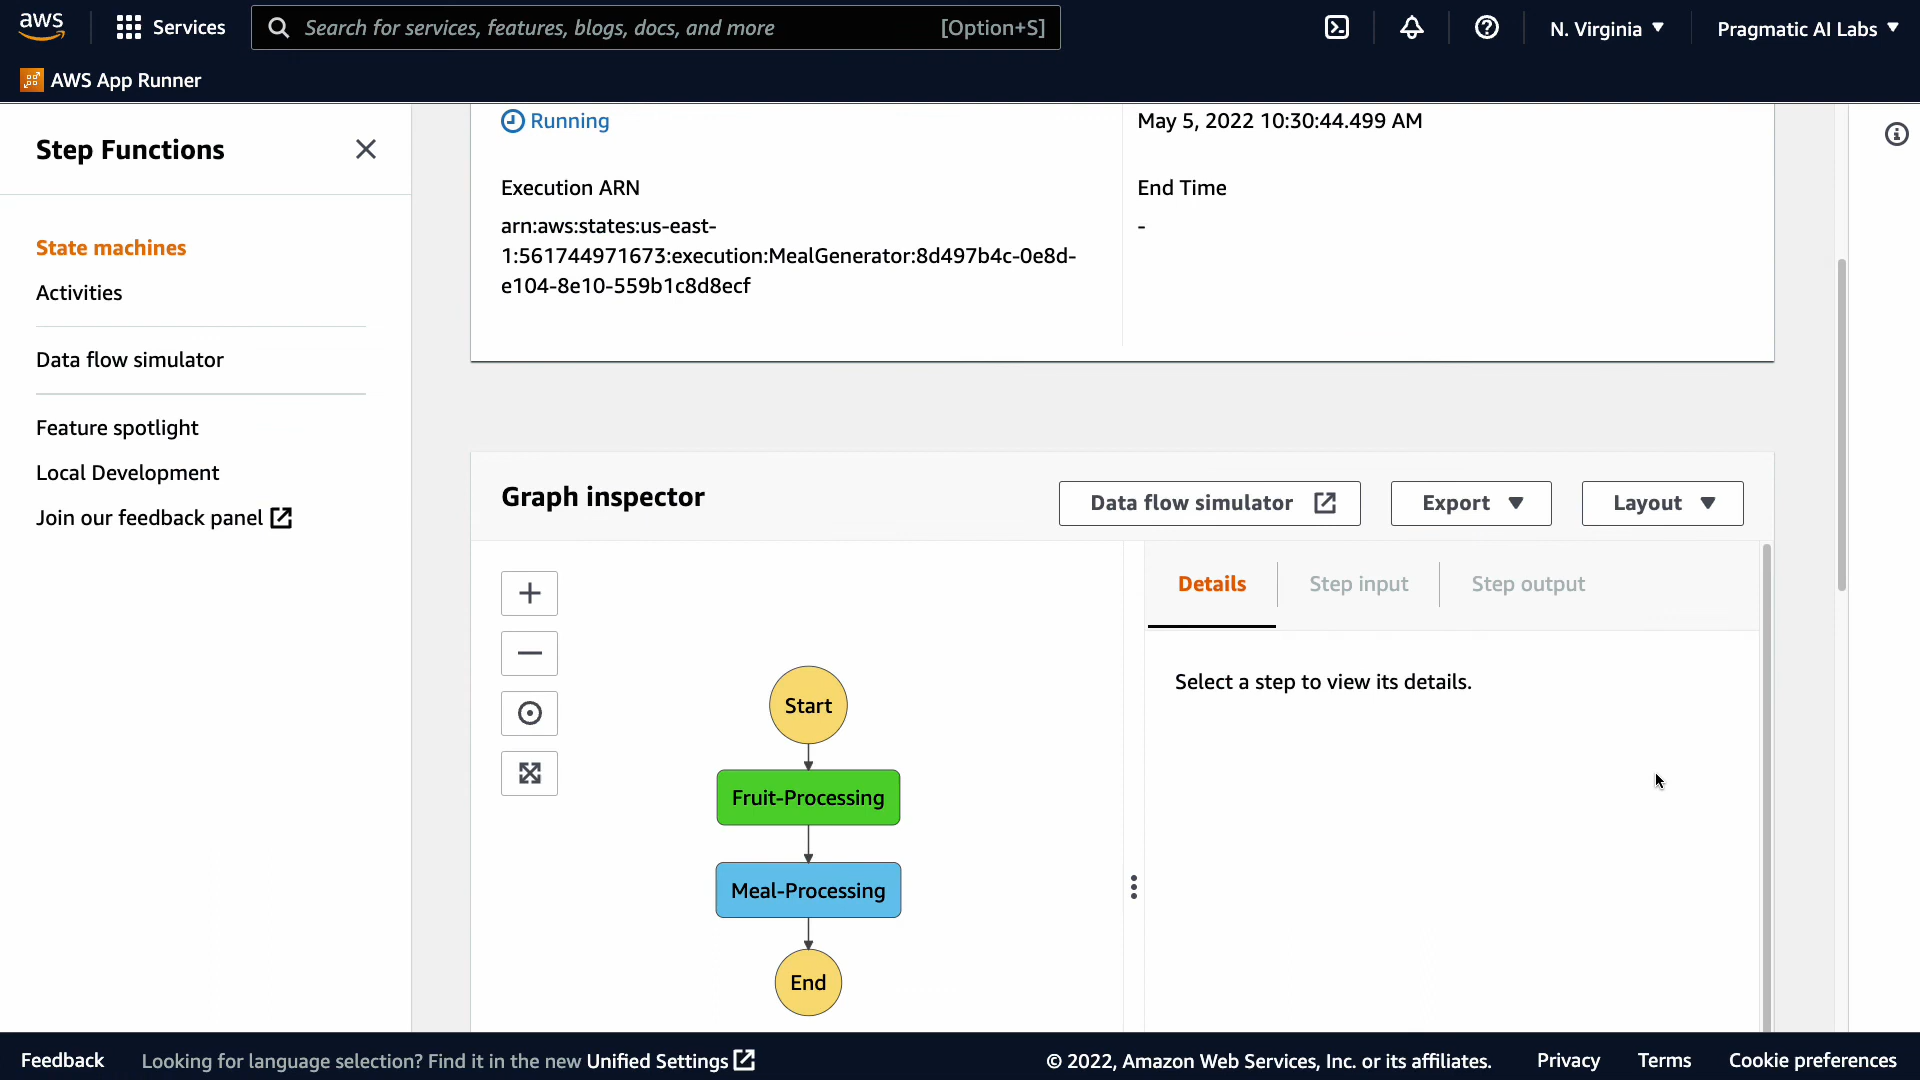 aws
Services
Search for services, features, blogs, docs, and more
[Option+S]
N. Virginia
Pragmatic AI Labs
AWS App Runner
Step Functions
State machines
Activities
Data flow simulator
Feature spotlight
Local Development
Join our feedback panel
Running
May 5, 2022 10:30:44.499 AM
Execution ARN
End Time
arn:aws:states:us-east-
1:561744971673:execution:MealGenerator:8d497b4c-0e8d-
e104-8e10-559b1c8d8ecf
-
Graph inspector
Data flow simulator
Export
Layout
Start
Fruit-Processing
Meal-Processing
End
Details
Step input
Step output
Select a step to view its details.
Feedback
Looking for language selection? Find it in the new Unified Settings
© 2022, Amazon Web Services, Inc. or its affiliates.
Privacy
Terms
Cookie preferences